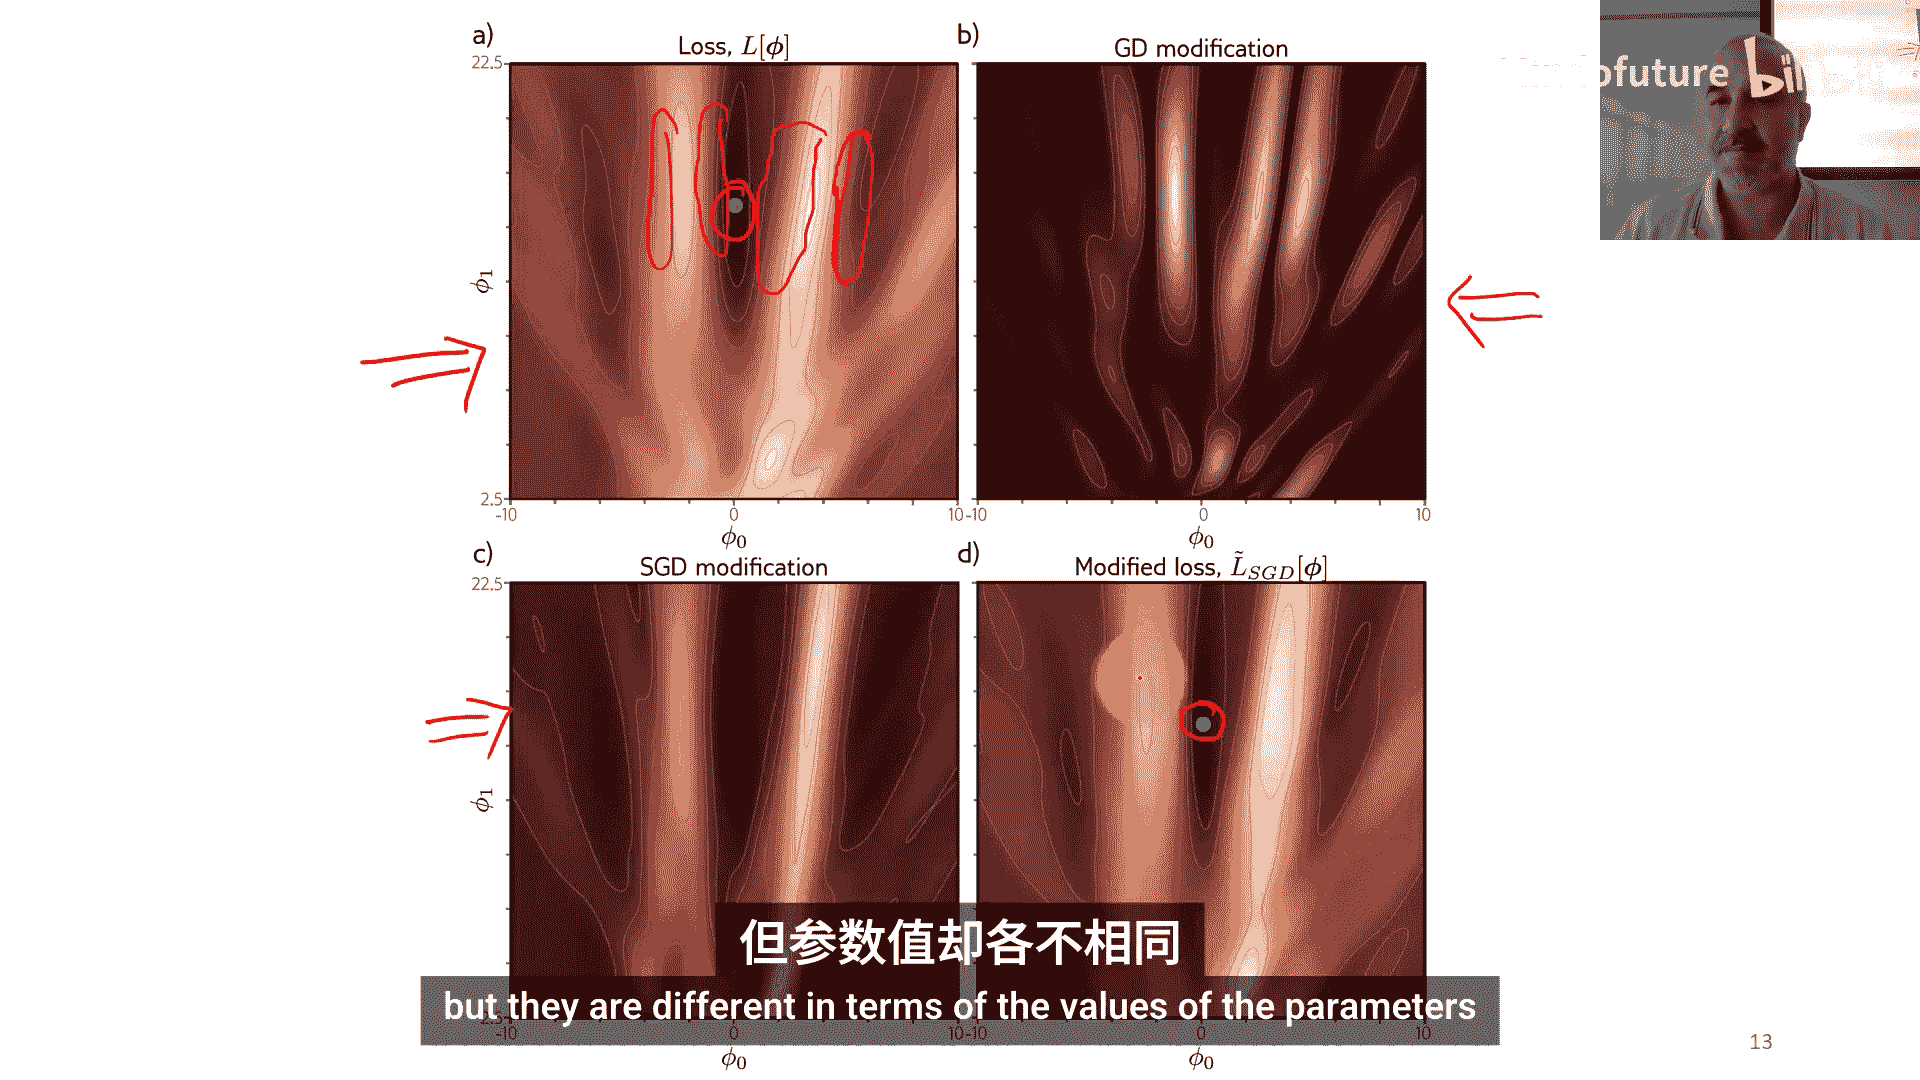 a)
Loss, L[ϕ]
22.5
ϕ1
2.5
-10
0
10
ϕ0
b)
GD modification
-10
0
10
ϕ0
c)
SGD modification
22.5
ϕ1
2.5
-10
0
10
ϕ0
d)
Modified loss, L̃SGD[ϕ]
-10
0
10
ϕ0
ofuture
但参数值却各不相同
but they are different in terms of the values of the parameters
13